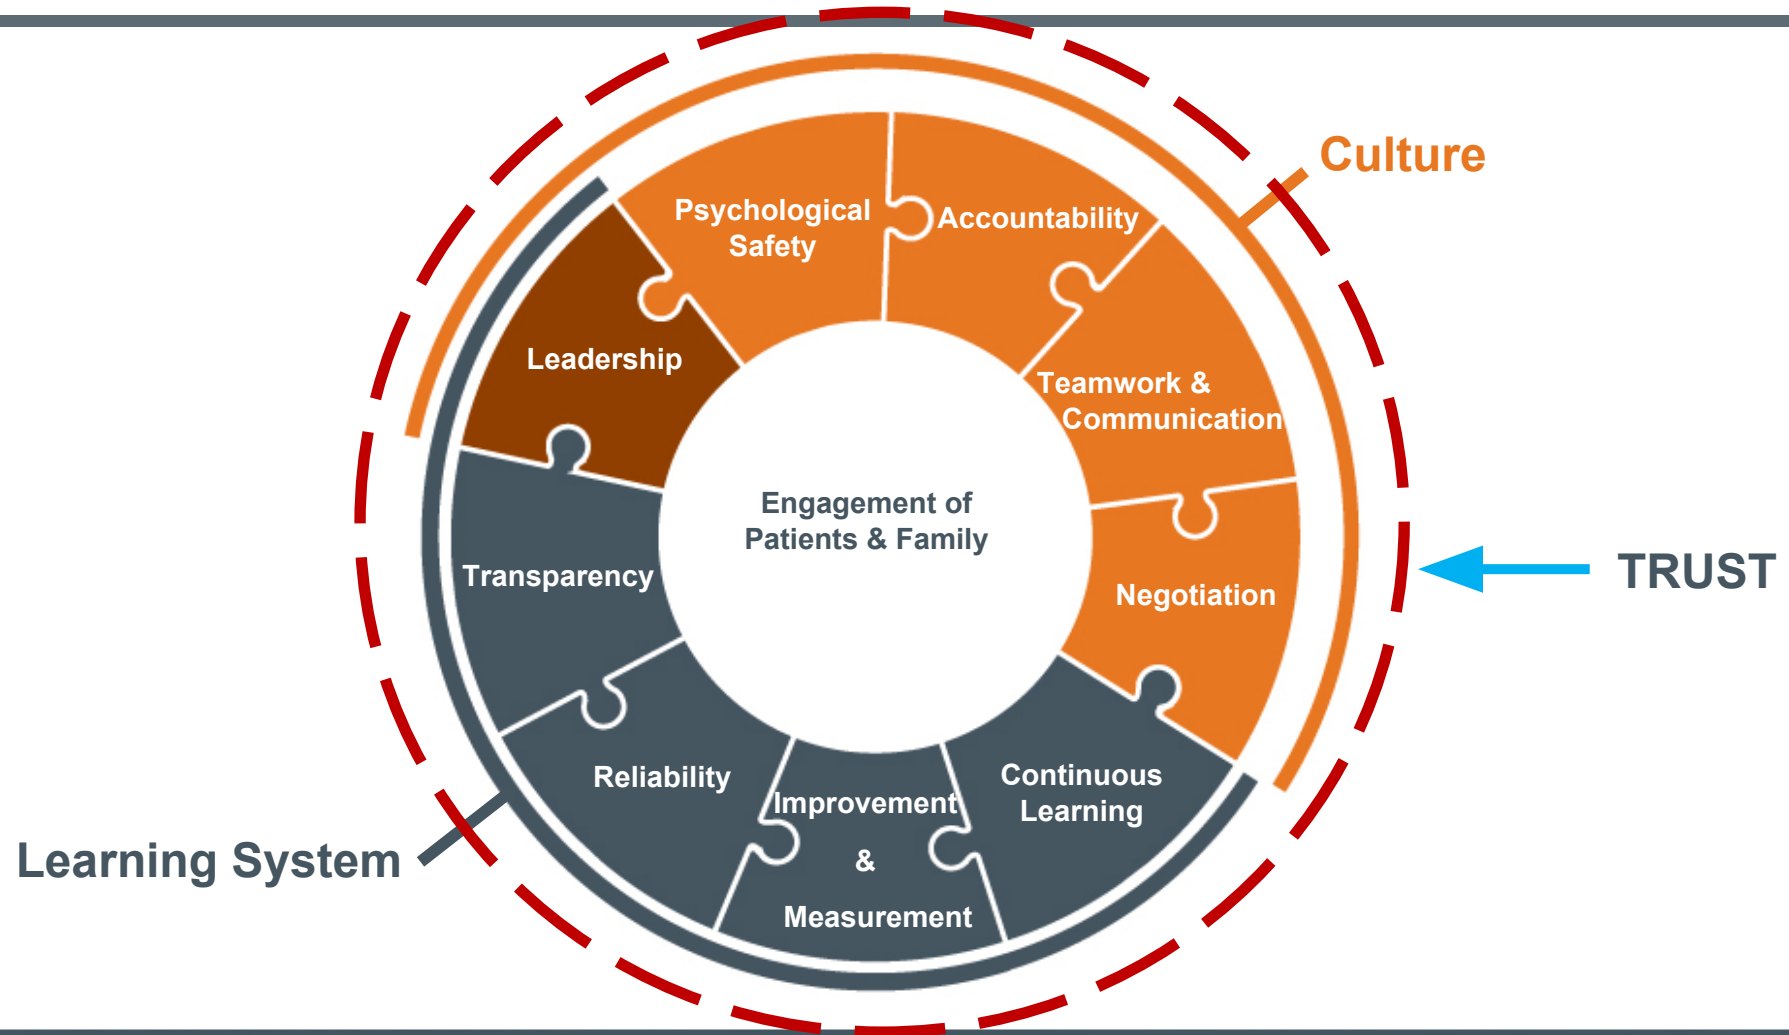 Culture
Psychological
Safety
Accountability
Leadership
Teamwork &
Communication
Engagement of
Patients & Family
TRUST
Transparency
Negotiation
Reliability
Continuous
Learning
Improvement
&
Measurement
Learning System